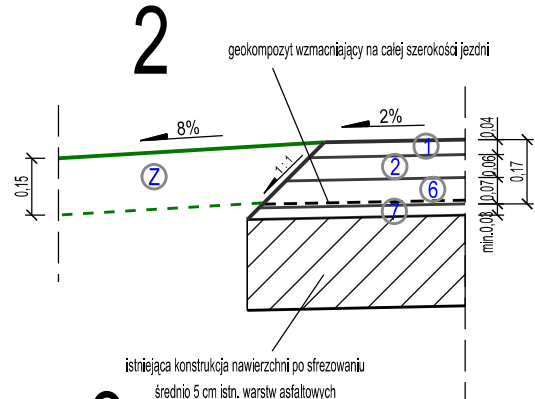 2
geokompozyt wzmacniający na całej szerokości jezdni
8%
2%
1:1
0,15
Z
1
2
6
7
0,04
0,06
0,07
min.0,03
0,17
istniejąca konstrukcja nawierzchni po sfrezowaniu
średnio 5 cm istn. warstw asfaltowych